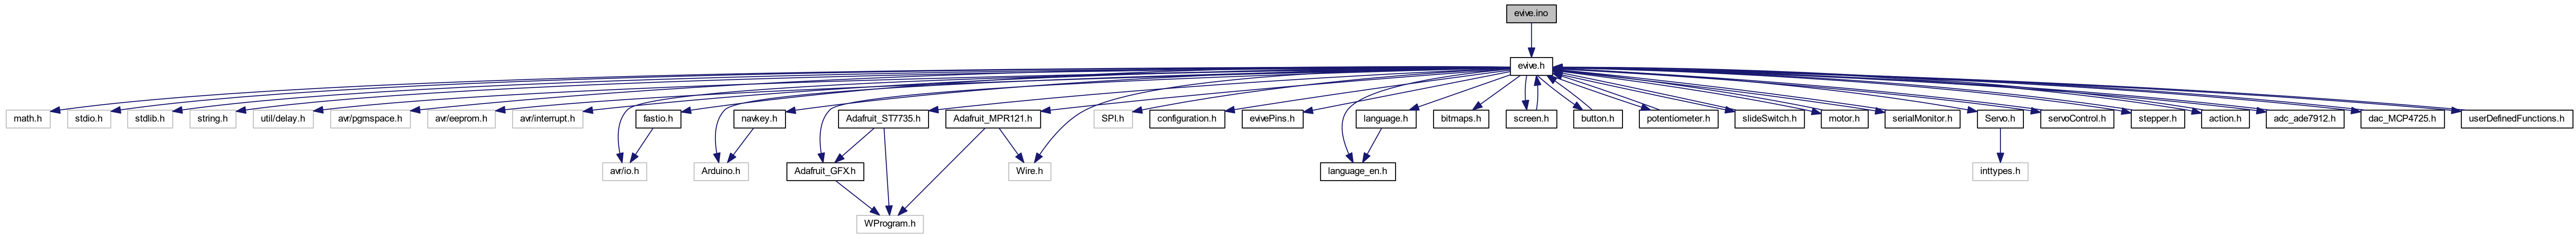 evive.ino
evive.h
math.h
stdio.h
stdlib.h
string.h
util/delay.h
avr/pgmspace.h
avr/eeprom.h
avr/interrupt.h
fastio.h
navkey.h
Adafruit_ST7735.h
Adafruit_MPR121.h
SPI.h
configuration.h
evivePins.h
language.h
bitmaps.h
screen.h
button.h
potentiometer.h
slideSwitch.h
motor.h
serialMonitor.h
Servo.h
servoControl.h
stepper.h
action.h
adc_ade7912.h
dac_MCP4725.h
userDefinedFunctions.h
avr/io.h
Arduino.h
Adafruit_GFX.h
Wire.h
language_en.h
inttypes.h
WProgram.h